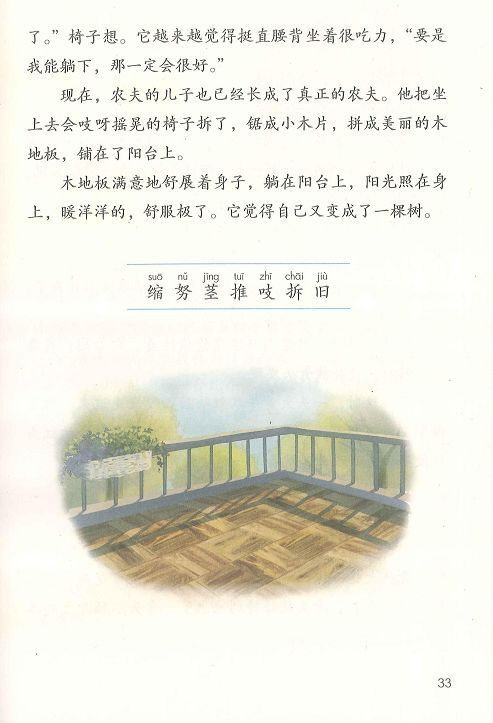 了。”椅子想。它越来越觉得挺直腰背坐着很吃力，“要是
我能躺下，那一定会很好。”
现在，农夫的儿子也已经长成了真正的农夫。他把坐
上去会吱呀摇晃的椅子拆了，锯成小木片，拼成美丽的木
地板，铺在了阳台上。
木地板满意地舒展着身子，躺在阳台上，阳光照在身
上，暖洋洋的，舒服极了。它觉得自己又变成了一棵树。
suō nǔ jīng tuī zhī chāi jiù
缩 努 茎 推 吱 拆 旧
33